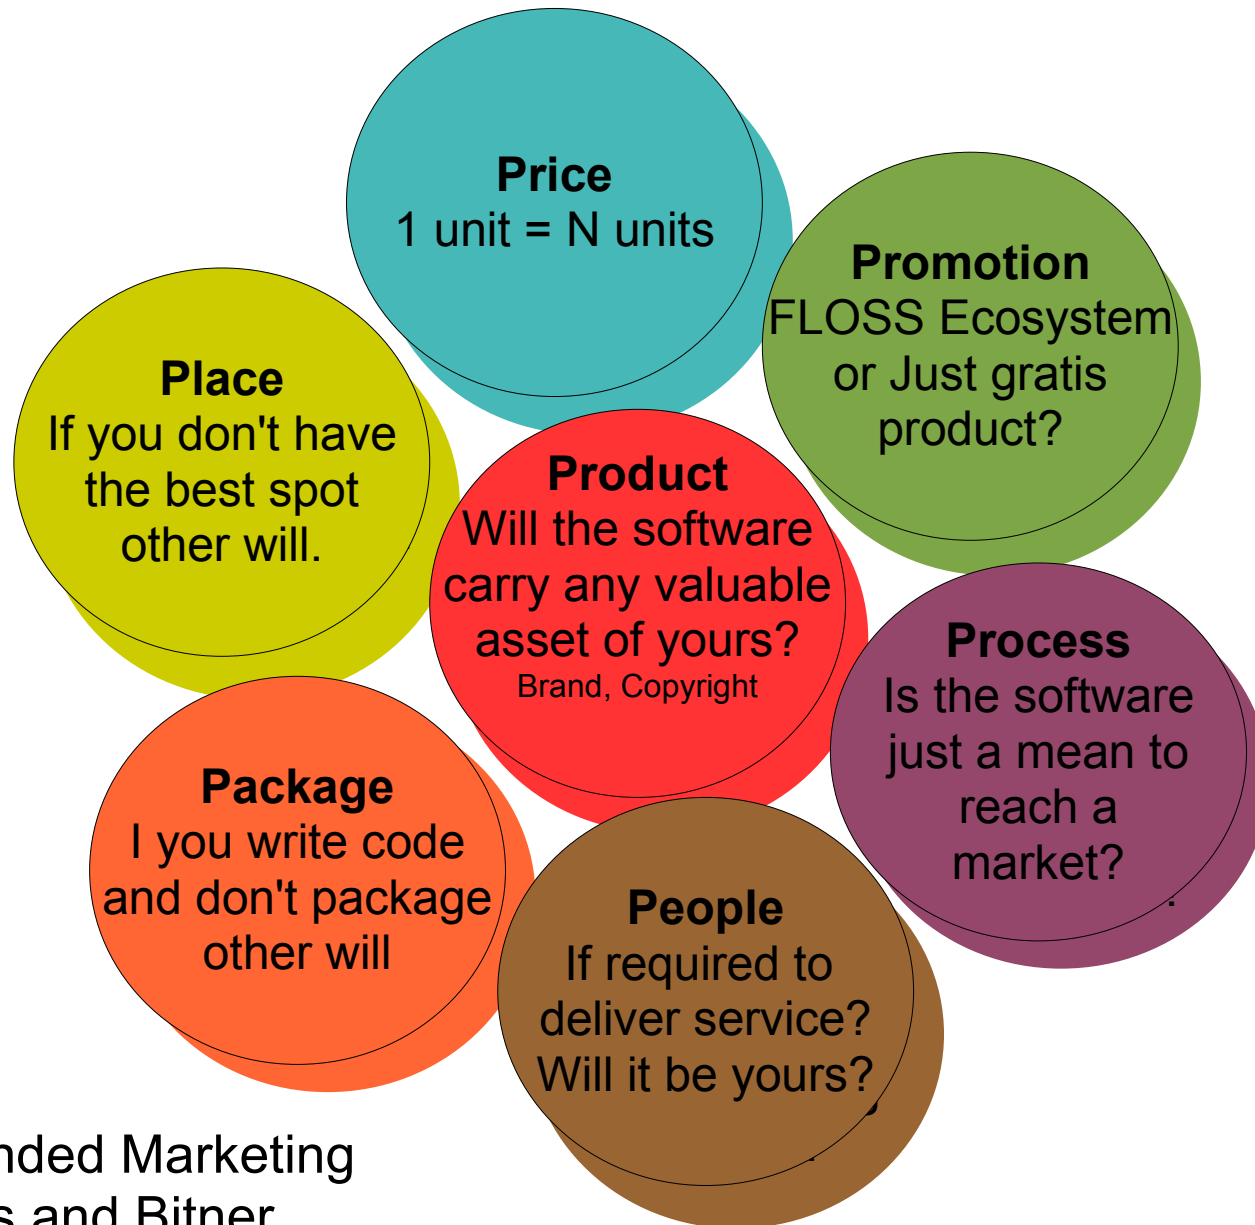 Price
1 unit = N units
Promotion
FLOSS Ecosystem
or Just gratis
product?
Place
If you don't have
the best spot
other will.
Product
Will the software
carry any valuable
asset of yours?
Brand, Copyright
Process
Is the software
just a mean to
reach a
market?
Package
I you write code
and don't package
other will
People
If required to
deliver service?
Will it be yours?
nded Marketing
s and Bitner